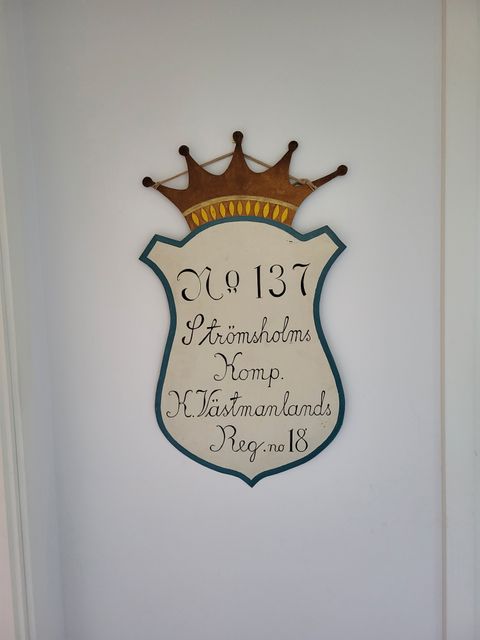 No 137
Strömsholms
Komp.
K. Västmanlands
Reg. no 18